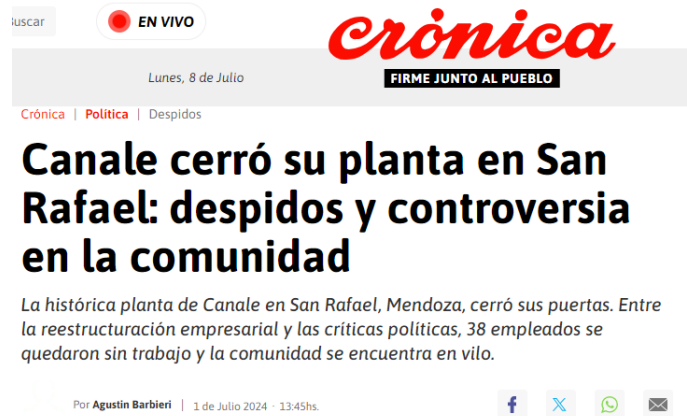 Buscar
EN VIVO
crónica
Lunes, 8 de Julio
FIRME JUNTO AL PUEBLO
Crónica | Política | Despidos
Canale cerró su planta en San
Rafael: despidos y controversia
en la comunidad
La histórica planta de Canale en San Rafael, Mendoza, cerró sus puertas. Entre
la reestructuración empresarial y las críticas políticas, 38 empleados se
quedaron sin trabajo y la comunidad se encuentra en vilo.
Por Agustin Barbieri | 1 de Julio 2024 · 13:45hs.